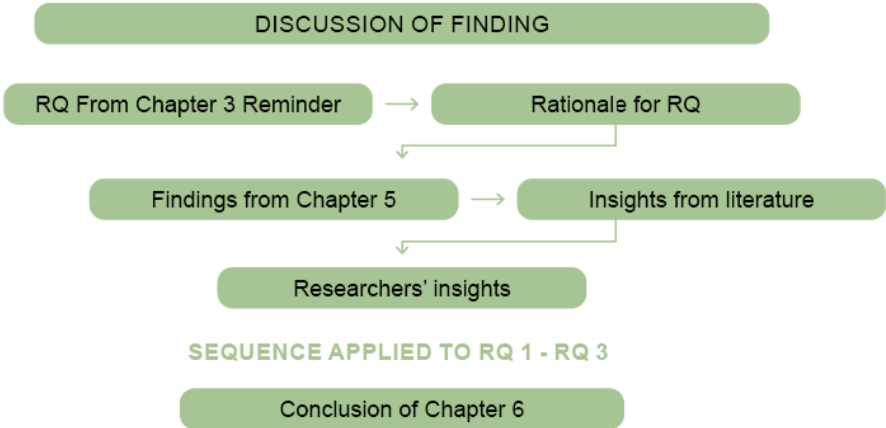 DISCUSSION OF FINDING
RQ From Chapter 3 Reminder
Rationale for RQ
Findings from Chapter 5
Insights from literature
Researchers' insights
SEQUENCE APPLIED TO RQ 1 - RQ 3
Conclusion of Chapter 6